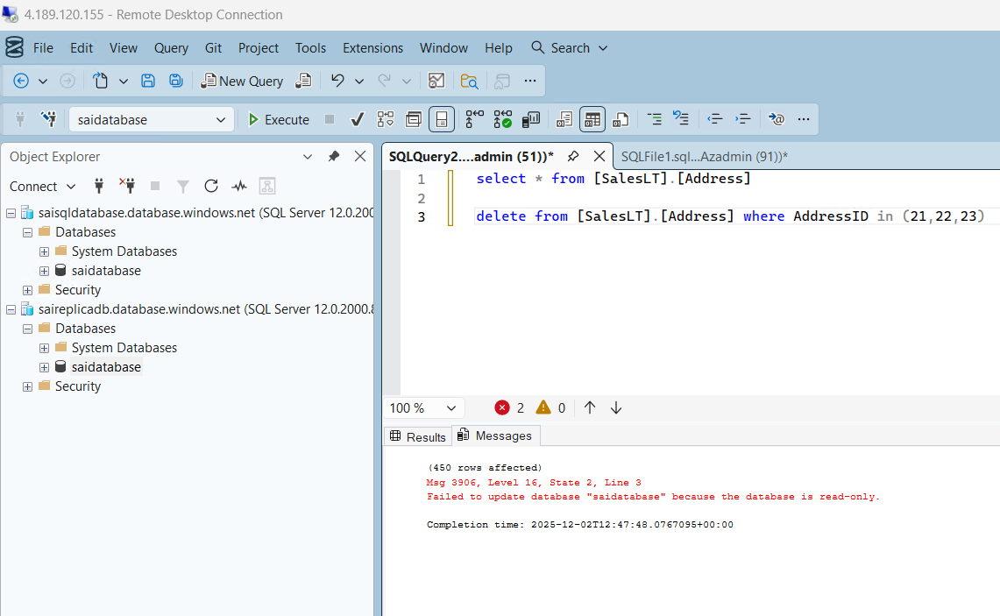 4.189.120.155 - Remote Desktop Connection
File Edit View Query Git Project Tools Extensions Window Help Search
New Query
saidatabase Execute
Object Explorer
Connect
saisqldatabase.database.windows.net (SQL Server 12.0.200
Databases
System Databases
saidatabase
Security
saireplicadb.database.windows.net (SQL Server 12.0.2000.8
Databases
System Databases
saidatabase
Security
SQLQuery2....admin (51))* SQLFile1.sql...Azadmin (91))*
1 select * from [SalesLT].[Address]
2
3 delete from [SalesLT].[Address] where AddressID in (21,22,23)
100 % 2 0
Results Messages
(450 rows affected)
Msg 3906, Level 16, State 2, Line 3
Failed to update database "saidatabase" because the database is read-only.
Completion time: 2025-12-02T12:47:48.0767095+00:00